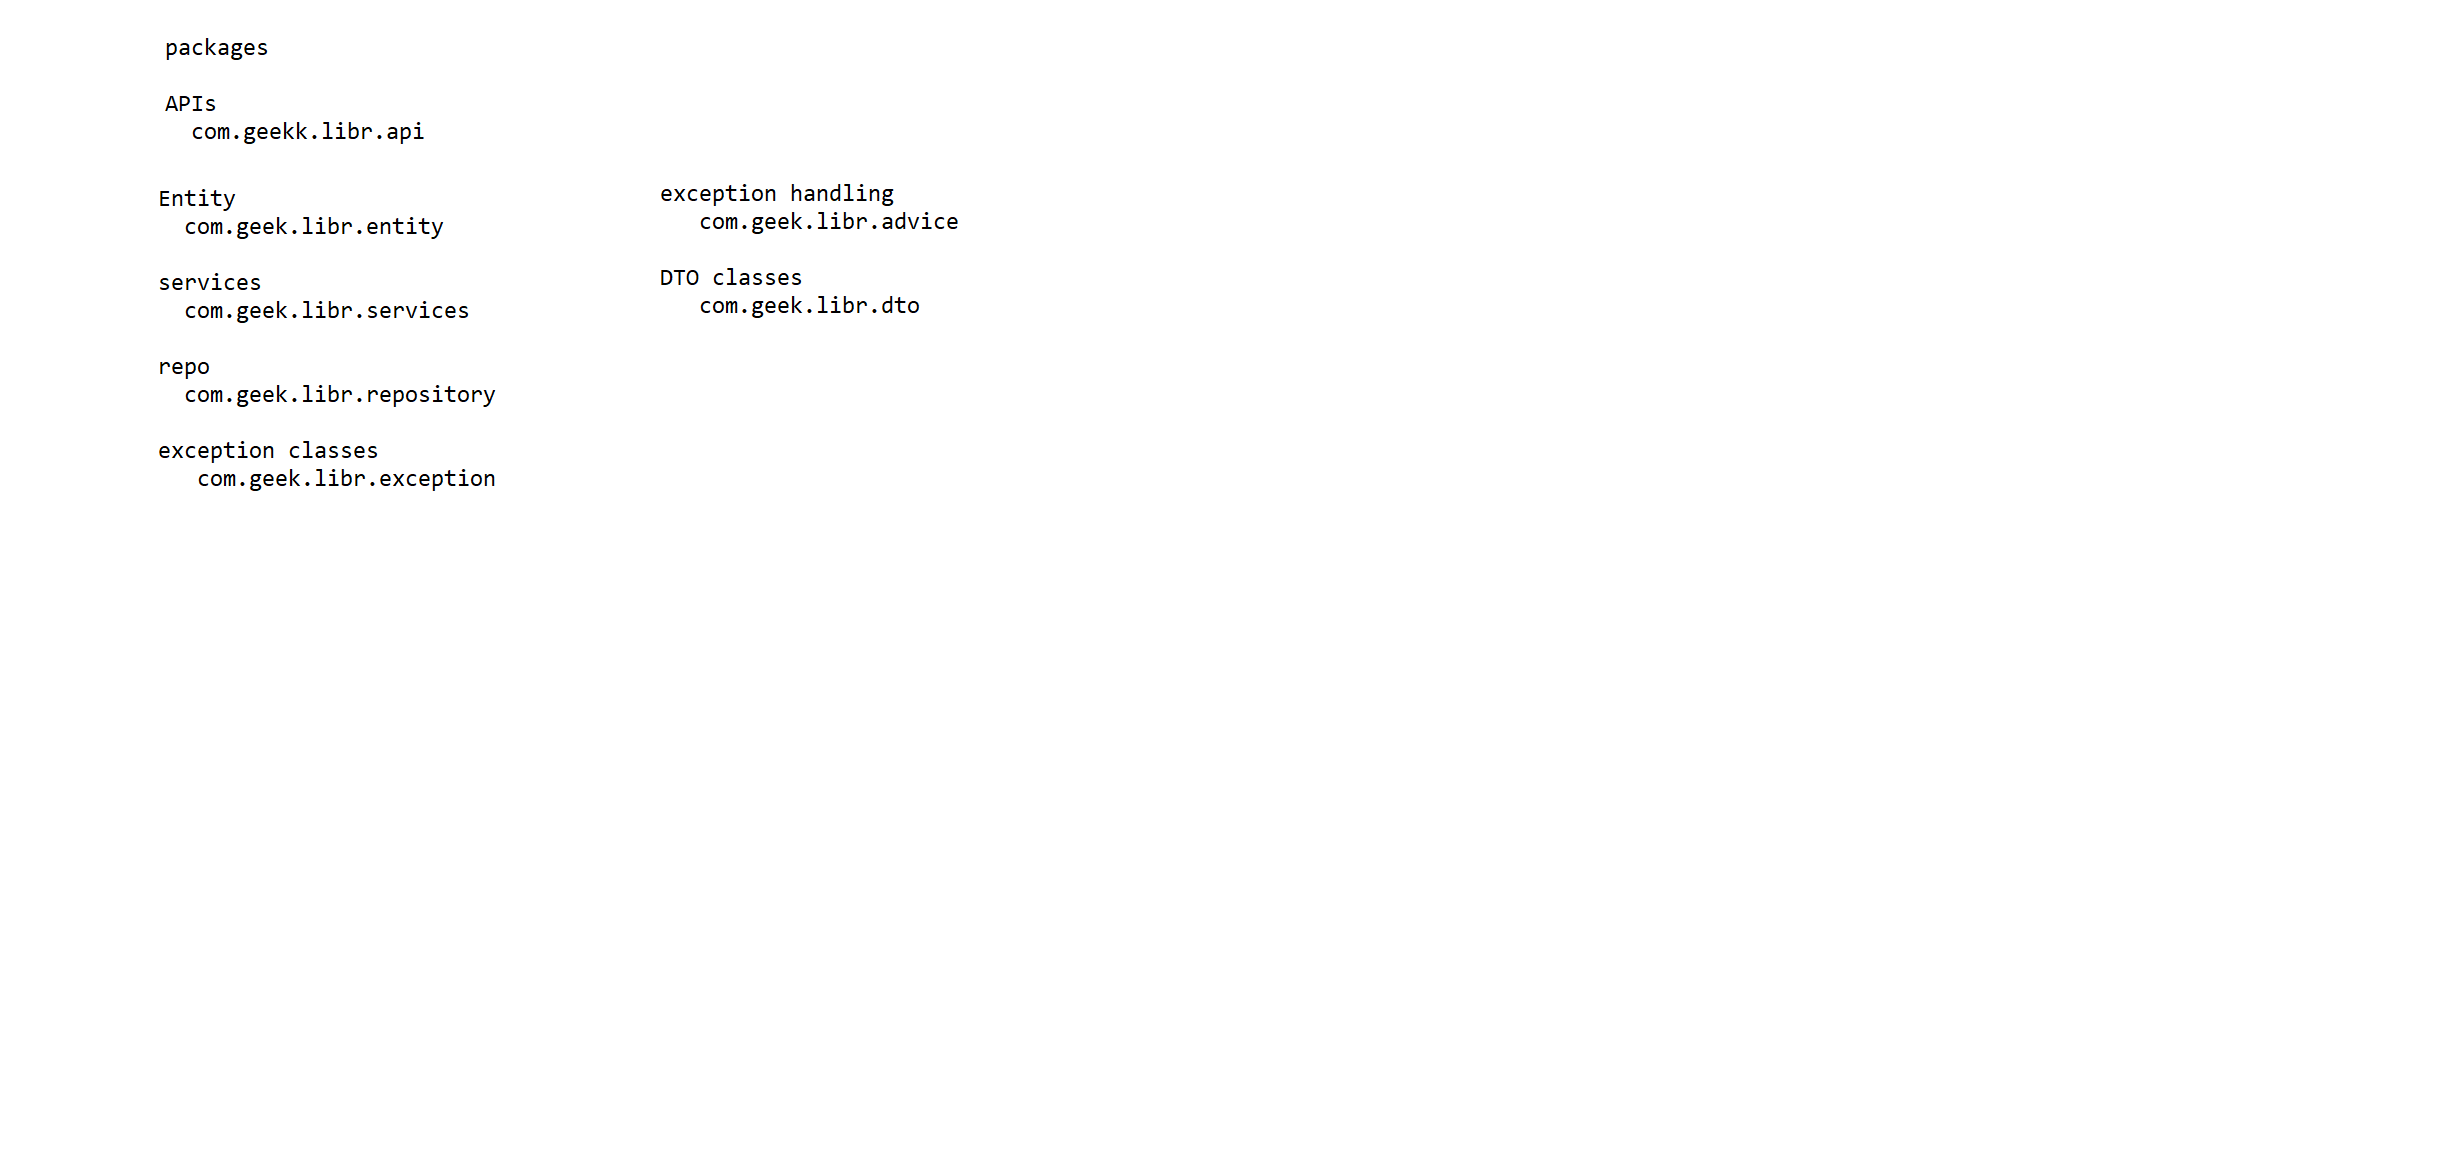 packages
APIs
com.geekk.libr.api
Entity
com.geek.libr.entity
services
com.geek.libr.services
repo
com.geek.libr.repository
exception classes
com.geek.libr.exception
exception handling
com.geek.libr.advice
DTO classes
com.geek.libr.dto